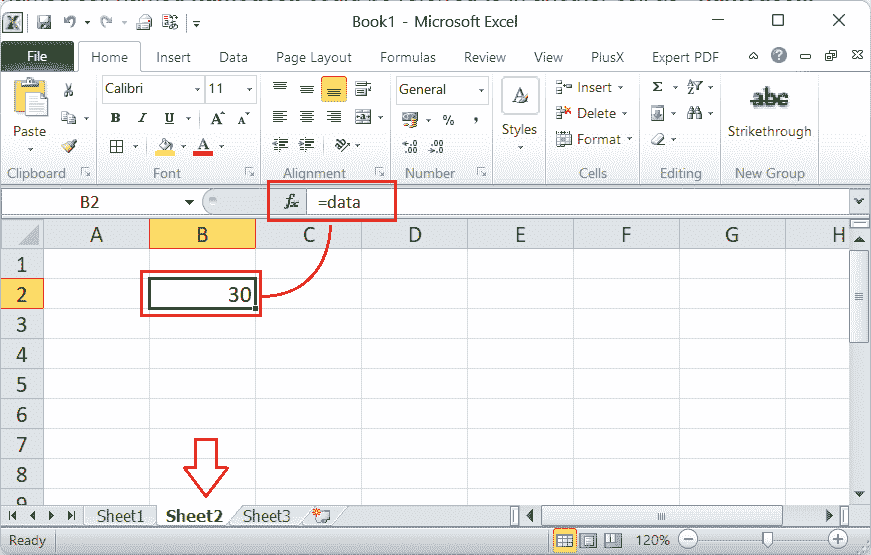 Book1 - Microsoft Excel
File Home Insert Data Page Layout Formulas Review View PlusX Expert PDF
Calibri 11 General Insert Σ abc
Paste B I U A A % , Styles Delete Strikethrough
A Format
Clipboard Font Alignment Number Cells Editing New Group
B2 fx =data
A B C D E F G H
1
2 30
3
4
5
6
7
8
Sheet1 Sheet2 Sheet3
Ready 120%